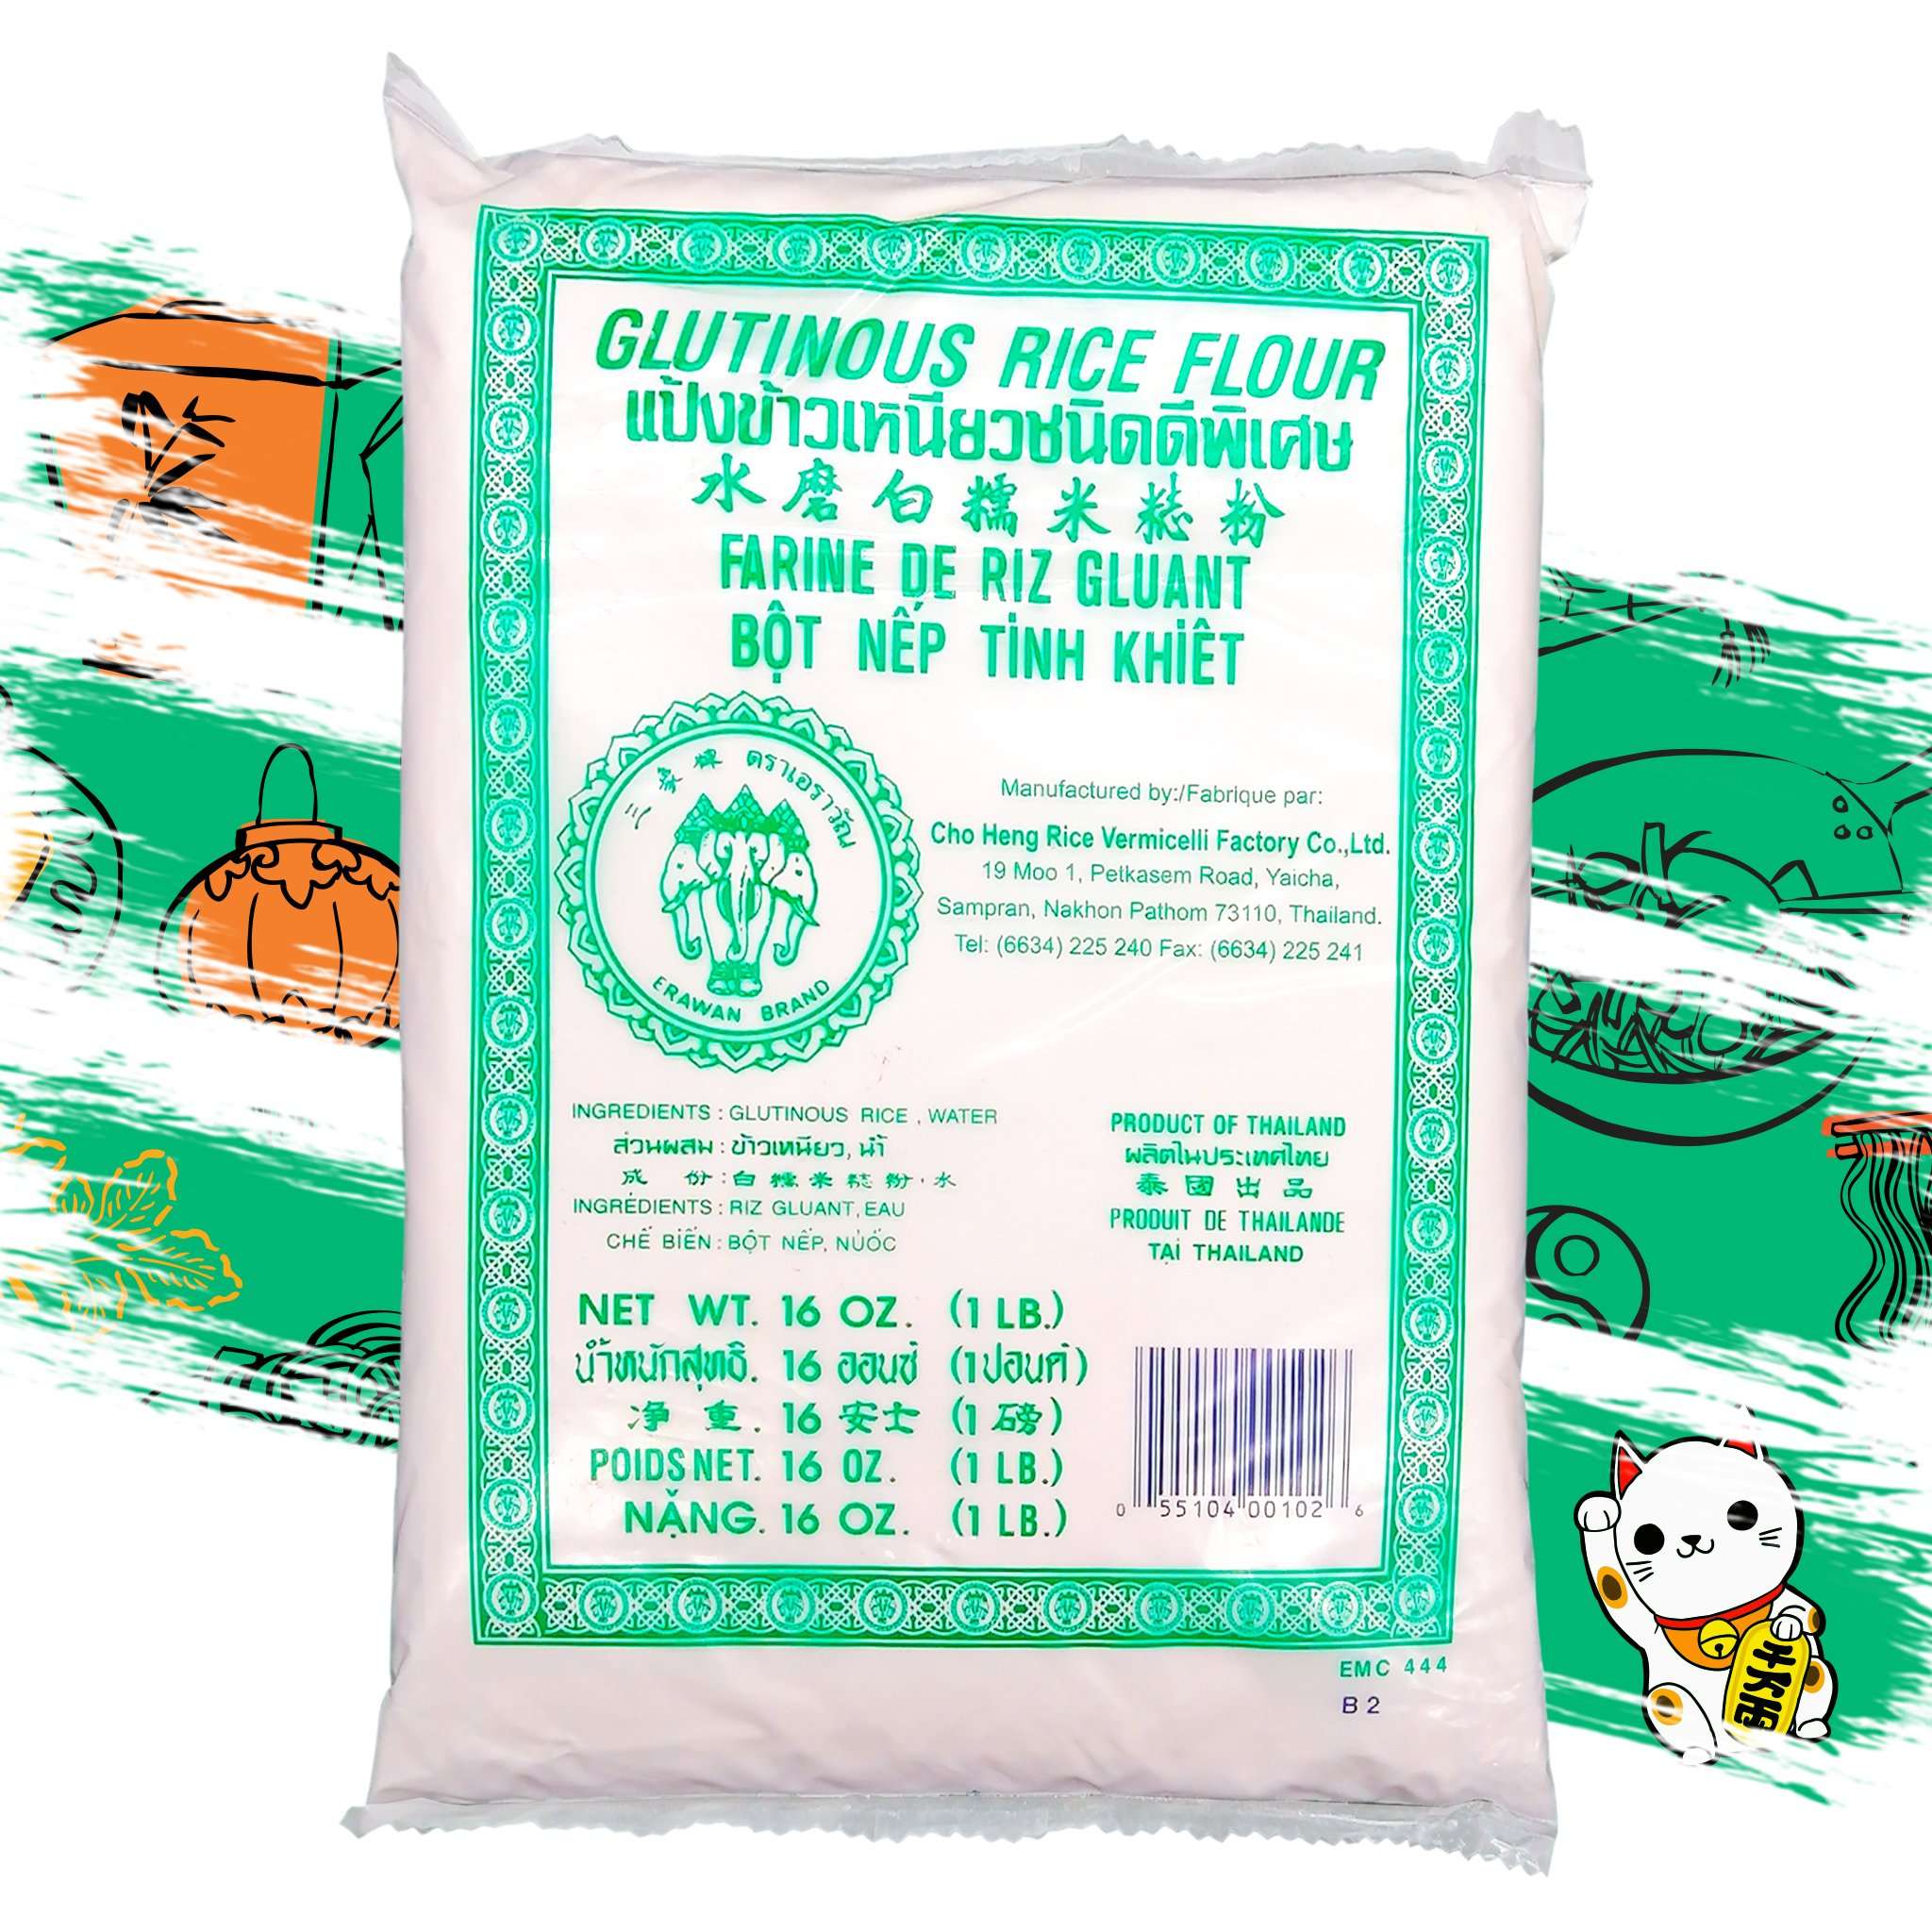 GLUTINOUS RICE FLOUR
แป้งข้าวเหนียวชนิดดีพิเศษ
水磨白糯米粉
FARINE DE RIZ GLUANT
BỘT NẾP TINH KHIẾT
三象牌 ตราเอราวัณ
ERAWAN BRAND
Manufactured by:/Fabrique par:
Cho Heng Rice Vermicelli Factory Co.,Ltd.
19 Moo 1, Petkasem Road, Yaicha,
Sampran, Nakhon Pathom 73110, Thailand.
Tel: (6634) 225 240 Fax: (6634) 225 241
INGREDIENTS : GLUTINOUS RICE , WATER
ส่วนผสม : ข้าวเหนียว, น้ำ
成 份 : 白糯米粉,水
INGRÉDIENTS : RIZ GLUANT, EAU
CHẾ BIẾN : BỘT NẾP, NƯỚC
PRODUCT OF THAILAND
ผลิตในประเทศไทย
泰國出品
PRODUIT DE THAILANDE
TẠI THAILAND
NET WT. 16 OZ. (1 LB.)
น้ำหนักสุทธิ. 16 ออนซ์ (1ปอนด์)
净 重. 16 安士 (1 磅)
POIDS NET. 16 OZ. (1 LB.)
NẶNG. 16 OZ. (1 LB.)
0 55104 00102 6
EMC 444
B 2